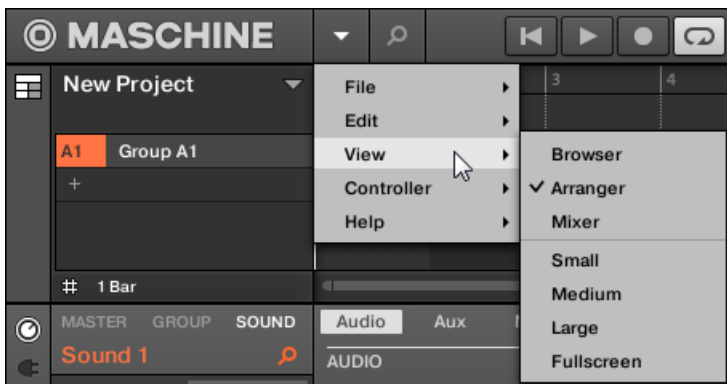 MASCHINE
New Project
3
4
File
Edit
A1 Group A1
View
Browser
+
Controller
Arranger
Help
Mixer
Small
# 1 Bar
Medium
MASTER GROUP SOUND
Audio Aux
Large
Sound 1
AUDIO
Fullscreen